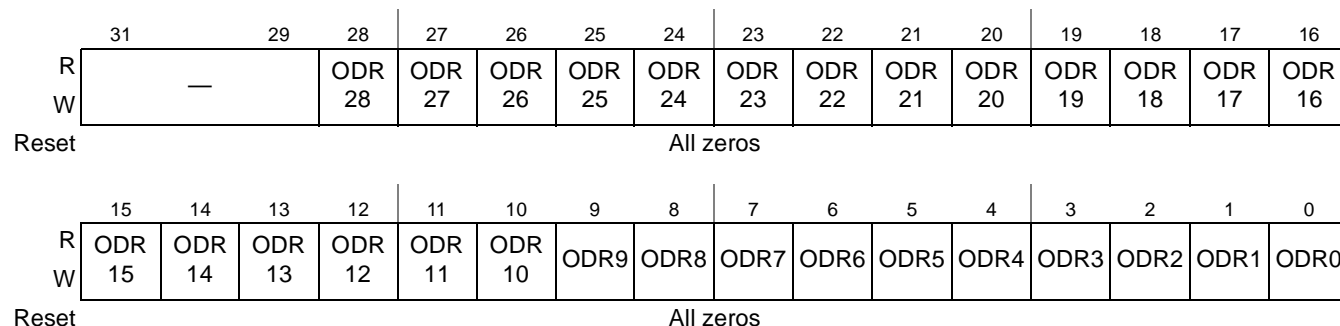 31 29 28 27 26 25 24 23 22 21 20 19 18 17 16
R — ODR ODR ODR ODR ODR ODR ODR ODR ODR ODR ODR ODR ODR
W 28 27 26 25 24 23 22 21 20 19 18 17 16
Reset All zeros
15 14 13 12 11 10 9 8 7 6 5 4 3 2 1 0
R ODR ODR ODR ODR ODR ODR ODR9 ODR8 ODR7 ODR6 ODR5 ODR4 ODR3 ODR2 ODR1 ODR0
W 15 14 13 12 11 10
Reset All zeros